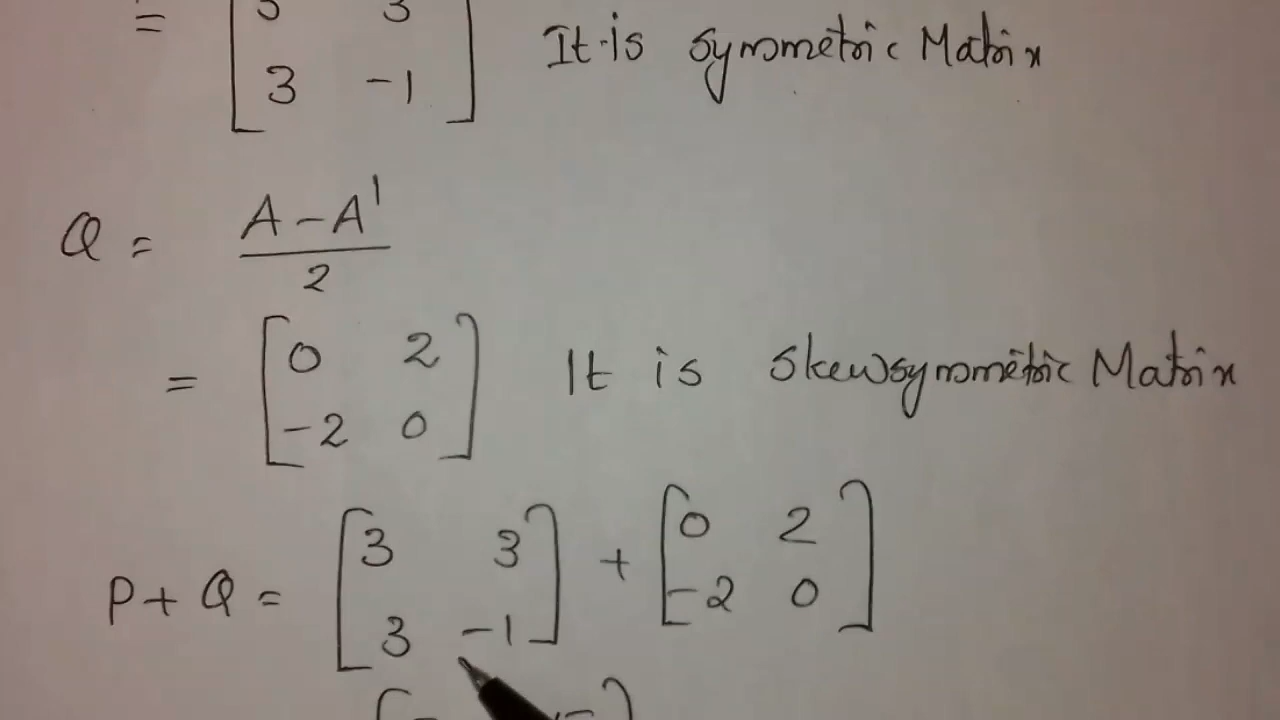 = [3 3
3 -1] It is symmetric Matrix
Q = A - A'
2
= [0 2
-2 0] It is skewsymmetric Matrix
P + Q = [3 3
3 -1] + [0 2
-2 0]